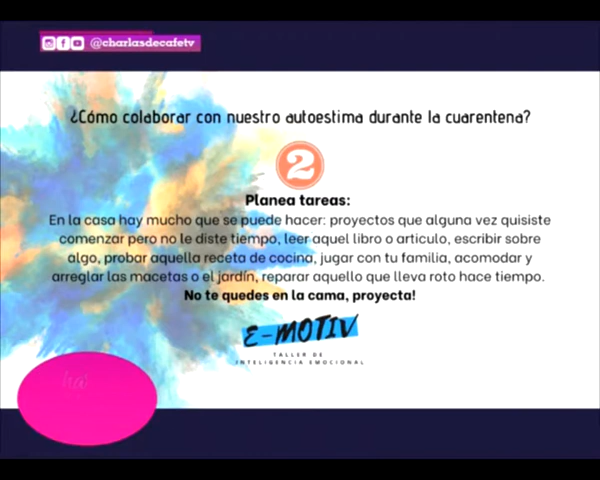 @charlasdecafetv
¿Cómo colaborar con nuestro autoestima durante la cuarentena?
2
Planea tareas:
En la casa hay mucho que se puede hacer: proyectos que alguna vez quisiste
comenzar pero no le diste tiempo, leer aquel libro o articulo, escribir sobre
algo, probar aquella receta de cocina, jugar con tu familia, acomodar y
arreglar las macetas o el jardín, reparar aquello que lleva roto hace tiempo.
No te quedes en la cama, proyecta!
E-MOTIV
TALLER DE
INTELIGENCIA EMOCIONAL